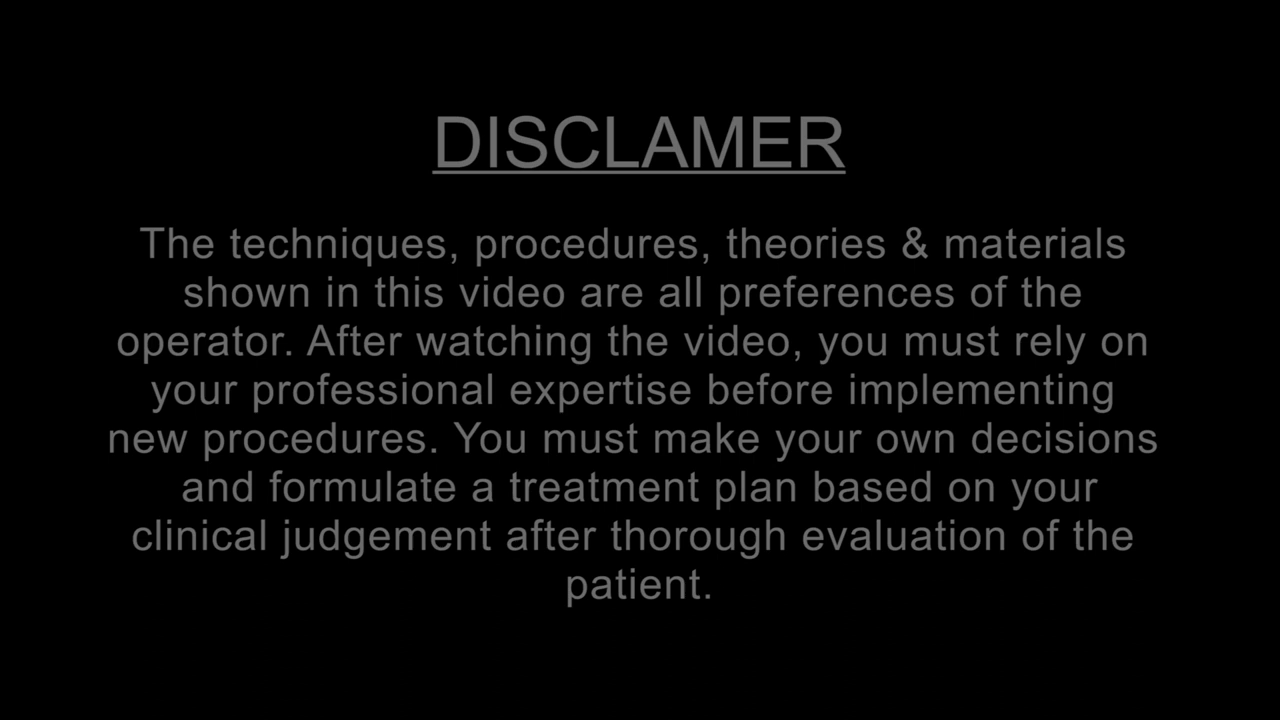 DISCLAMER
The techniques, procedures, theories & materials
shown in this video are all preferences of the
operator. After watching the video, you must rely on
your professional expertise before implementing
new procedures. You must make your own decisions
and formulate a treatment plan based on your
clinical judgement after thorough evaluation of the
patient.